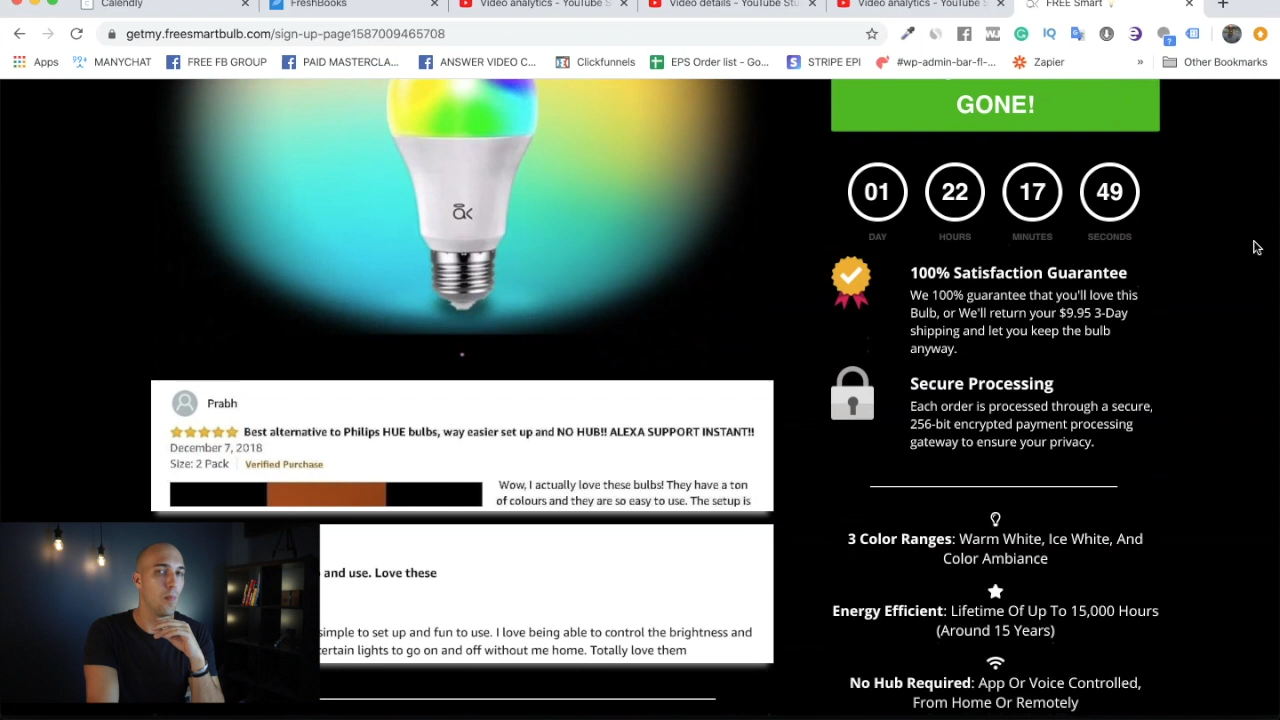 Calendly
FreshBooks
Video analytics - YouTube S
Video details - YouTube Stu
Video analytics - YouTube S
FREE Smart
getmy.freesmartbulb.com/sign-up-page1587009465708
Apps
MANYCHAT
FREE FB GROUP
PAID MASTERCLA...
ANSWER VIDEO C...
Clickfunnels
EPS Order list - Go...
STRIPE EPI
#wp-admin-bar-fl-...
Zapier
»
Other Bookmarks
GONE!
01
22
17
49
DAY
HOURS
MINUTES
SECONDS
100% Satisfaction Guarantee
We 100% guarantee that you'll love this
Bulb, or We'll return your $9.95 3-Day
shipping and let you keep the bulb
anyway.
Secure Processing
Each order is processed through a secure,
256-bit encrypted payment processing
gateway to ensure your privacy.
3 Color Ranges: Warm White, Ice White, And
Color Ambiance
Energy Efficient: Lifetime Of Up To 15,000 Hours
(Around 15 Years)
No Hub Required: App Or Voice Controlled,
From Home Or Remotely
Prabh
Best alternative to Philips HUE bulbs, way easier set up and NO HUB!! ALEXA SUPPORT INSTANT!!
December 7, 2018
Size: 2 Pack
Verified Purchase
Wow, I actually love these bulbs! They have a ton
of colours and they are so easy to use. The setup is
and use. Love these
simple to set up and fun to use. I love being able to control the brightness and
ertain lights to go on and off without me home. Totally love them